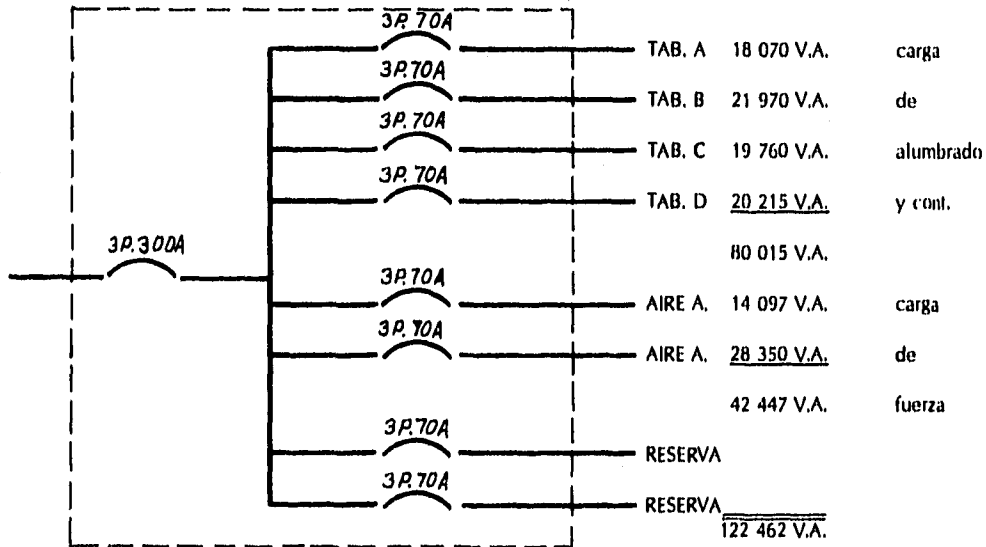 3P. 70A
TAB. A 18 070 V.A. carga
3P.70A
TAB. B 21 970 V.A. de
3P.70A
TAB. C 19 760 V.A. alumbrado
3P. 70A
TAB. D 20 215 V.A. y cont.
3P.300A
80 015 V.A.
3P.70A
AIRE A. 14 097 V.A. carga
3P. 70A
AIRE A. 28 350 V.A. de
42 447 V.A. fuerza
3P.70A
RESERVA
3P.70A
RESERVA
122 462 V.A.